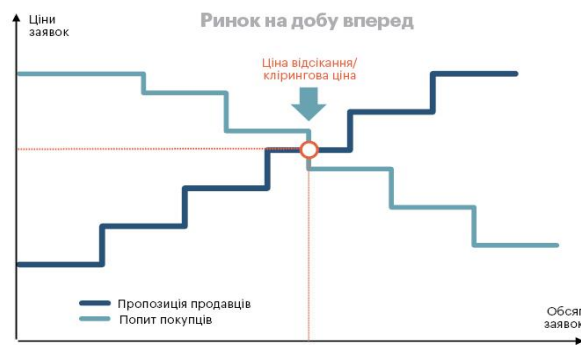 Ціни
заявок
Ринок на добу вперед
Ціна відсікання/
клірингова ціна
Пропозиція продавців
Попит покупців
Обсяг
заявок